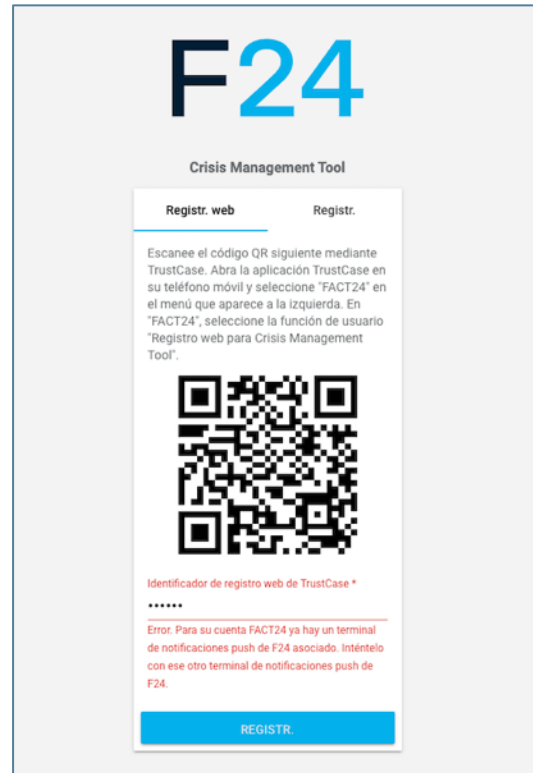 F24
Crisis Management Tool
Registr. web
Registr.
Escanee el código QR siguiente mediante
TrustCase. Abra la aplicación TrustCase en
su teléfono móvil y seleccione "FACT24" en
el menú que aparece a la izquierda. En
"FACT24", seleccione la función de usuario
"Registro web para Crisis Management
Tool".
Identificador de registro web de TrustCase *
••••••
Error. Para su cuenta FACT24 ya hay un terminal
de notificaciones push de F24 asociado. Inténtelo
con ese otro terminal de notificaciones push de
F24.
REGISTR.